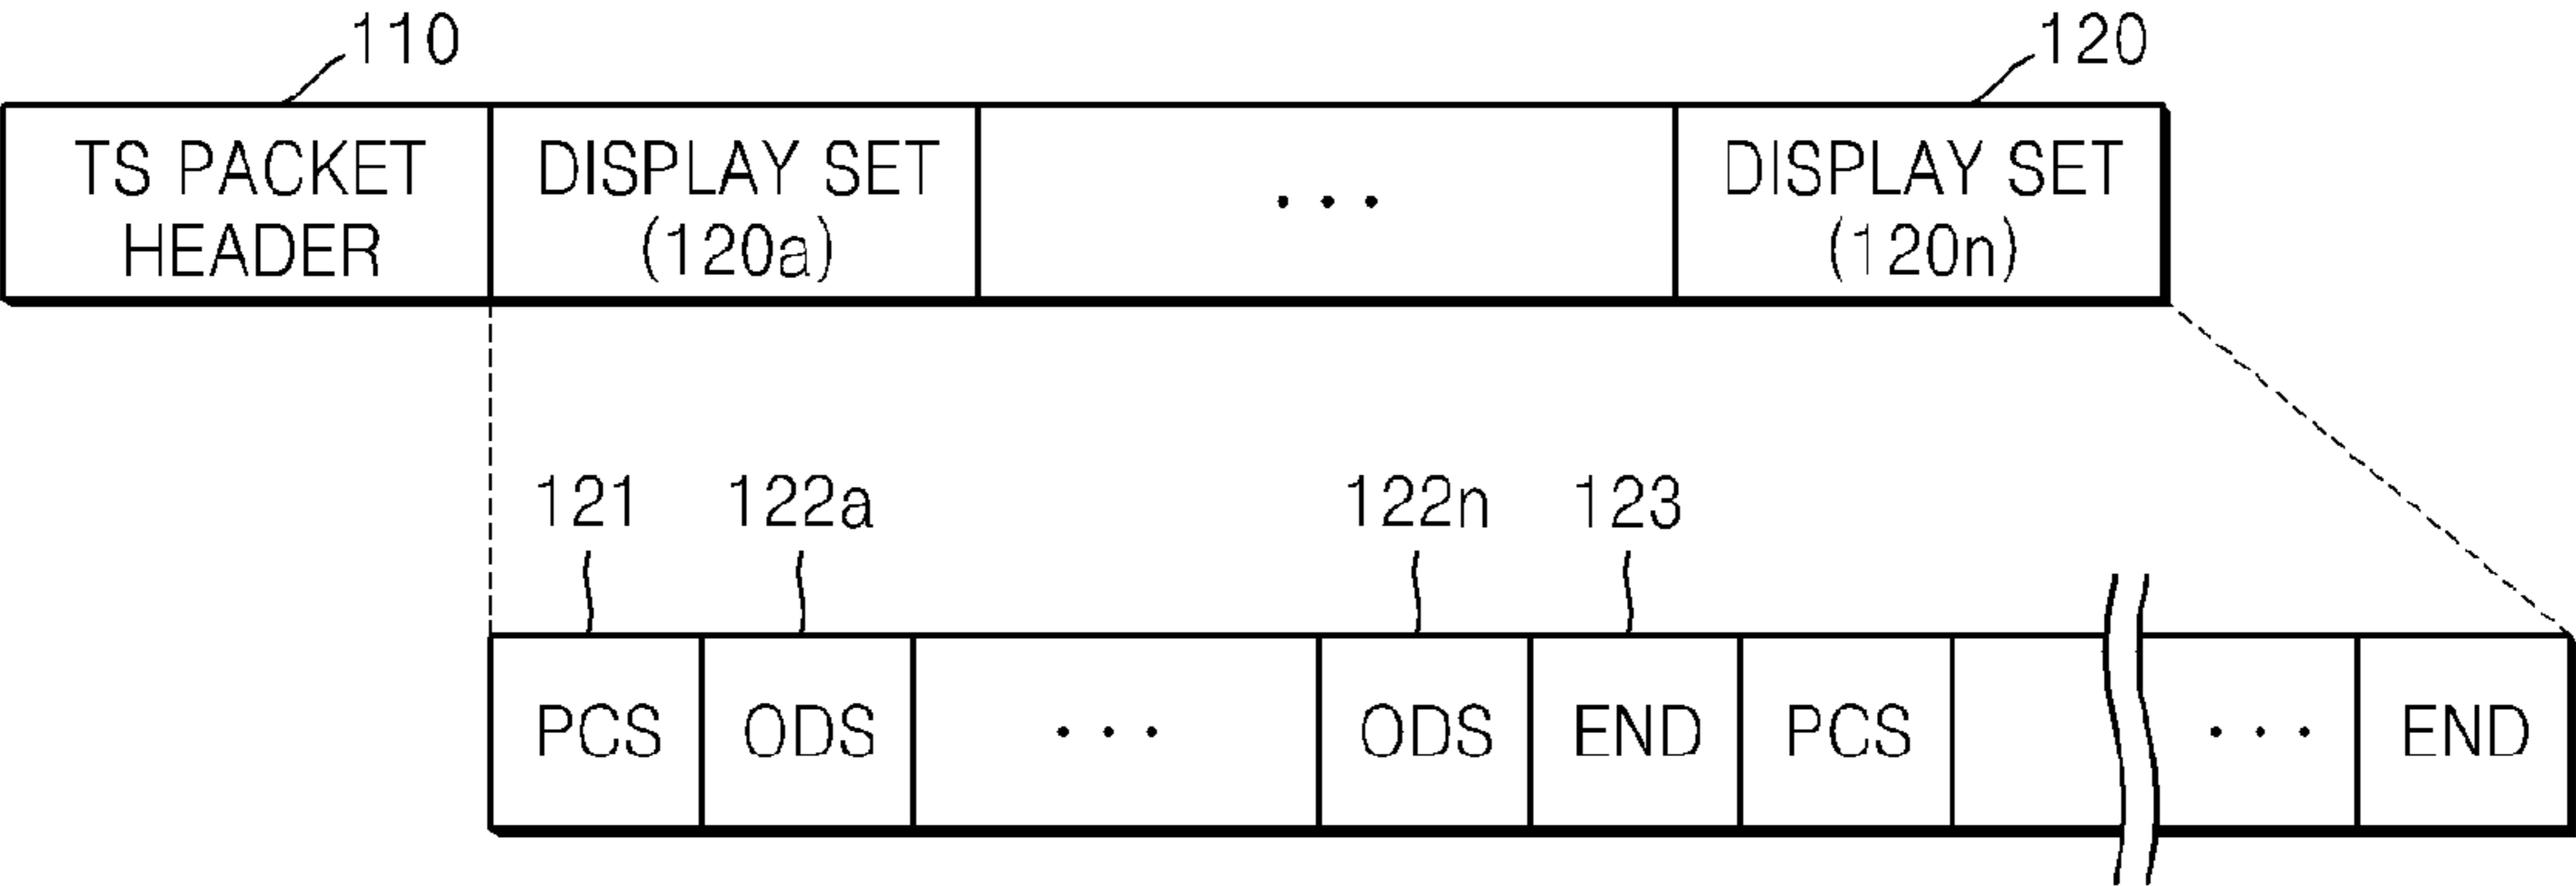 110
120
TS PACKET
HEADER
DISPLAY SET
(120a)
...
DISPLAY SET
(120n)
121
122a
122n
123
PCS
ODS
...
ODS
END
PCS
...
END